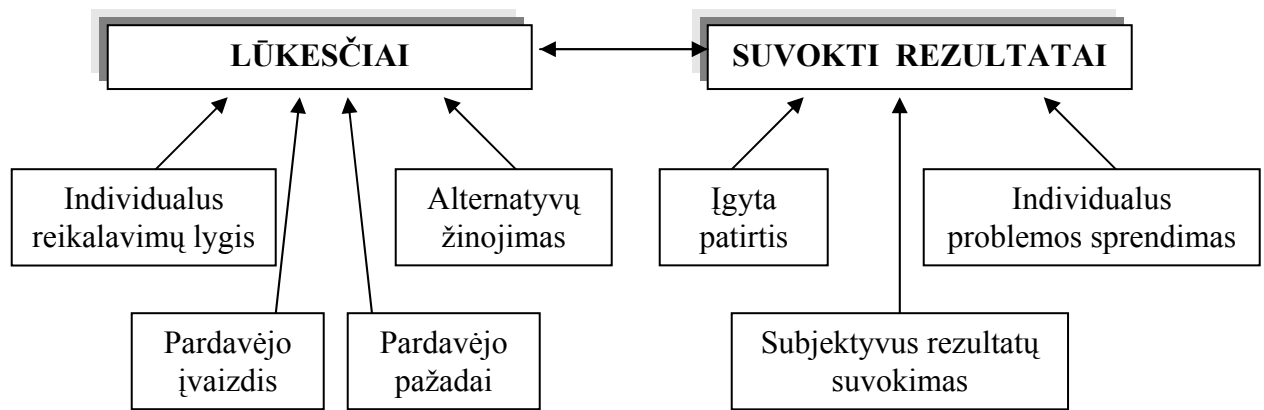 LŪKESČIAI
SUVOKTI REZULTATAI
Individualus
reikalavimų lygis
Alternatyvų
žinojimas
Įgyta
patirtis
Individualus
problemos sprendimas
Pardavėjo
įvaizdis
Pardavėjo
pažadai
Subjektyvus rezultatų
suvokimas